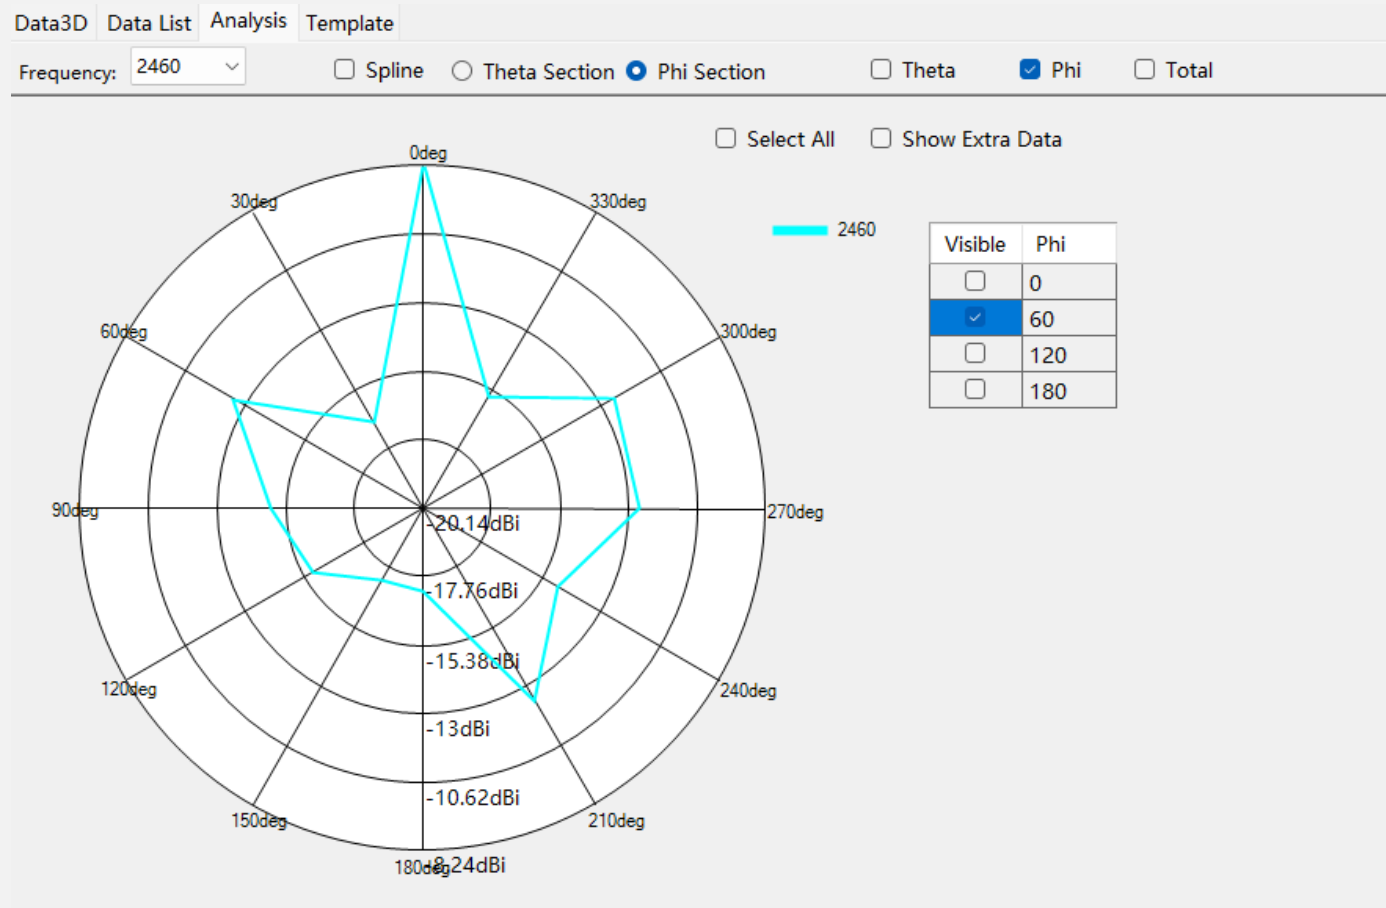 Data3D Data List Analysis Template
Frequency: 2460 Spline Theta Section Phi Section Theta Phi Total
Select All Show Extra Data
0deg
30deg 330deg
2460
Visible Phi
0
60
120
180
60deg 300deg
90deg 270deg
-20.14dBi
-17.76dBi
-15.38dBi
120deg 240deg
-13dBi
-10.62dBi
150deg 210deg
180deg -8.24dBi